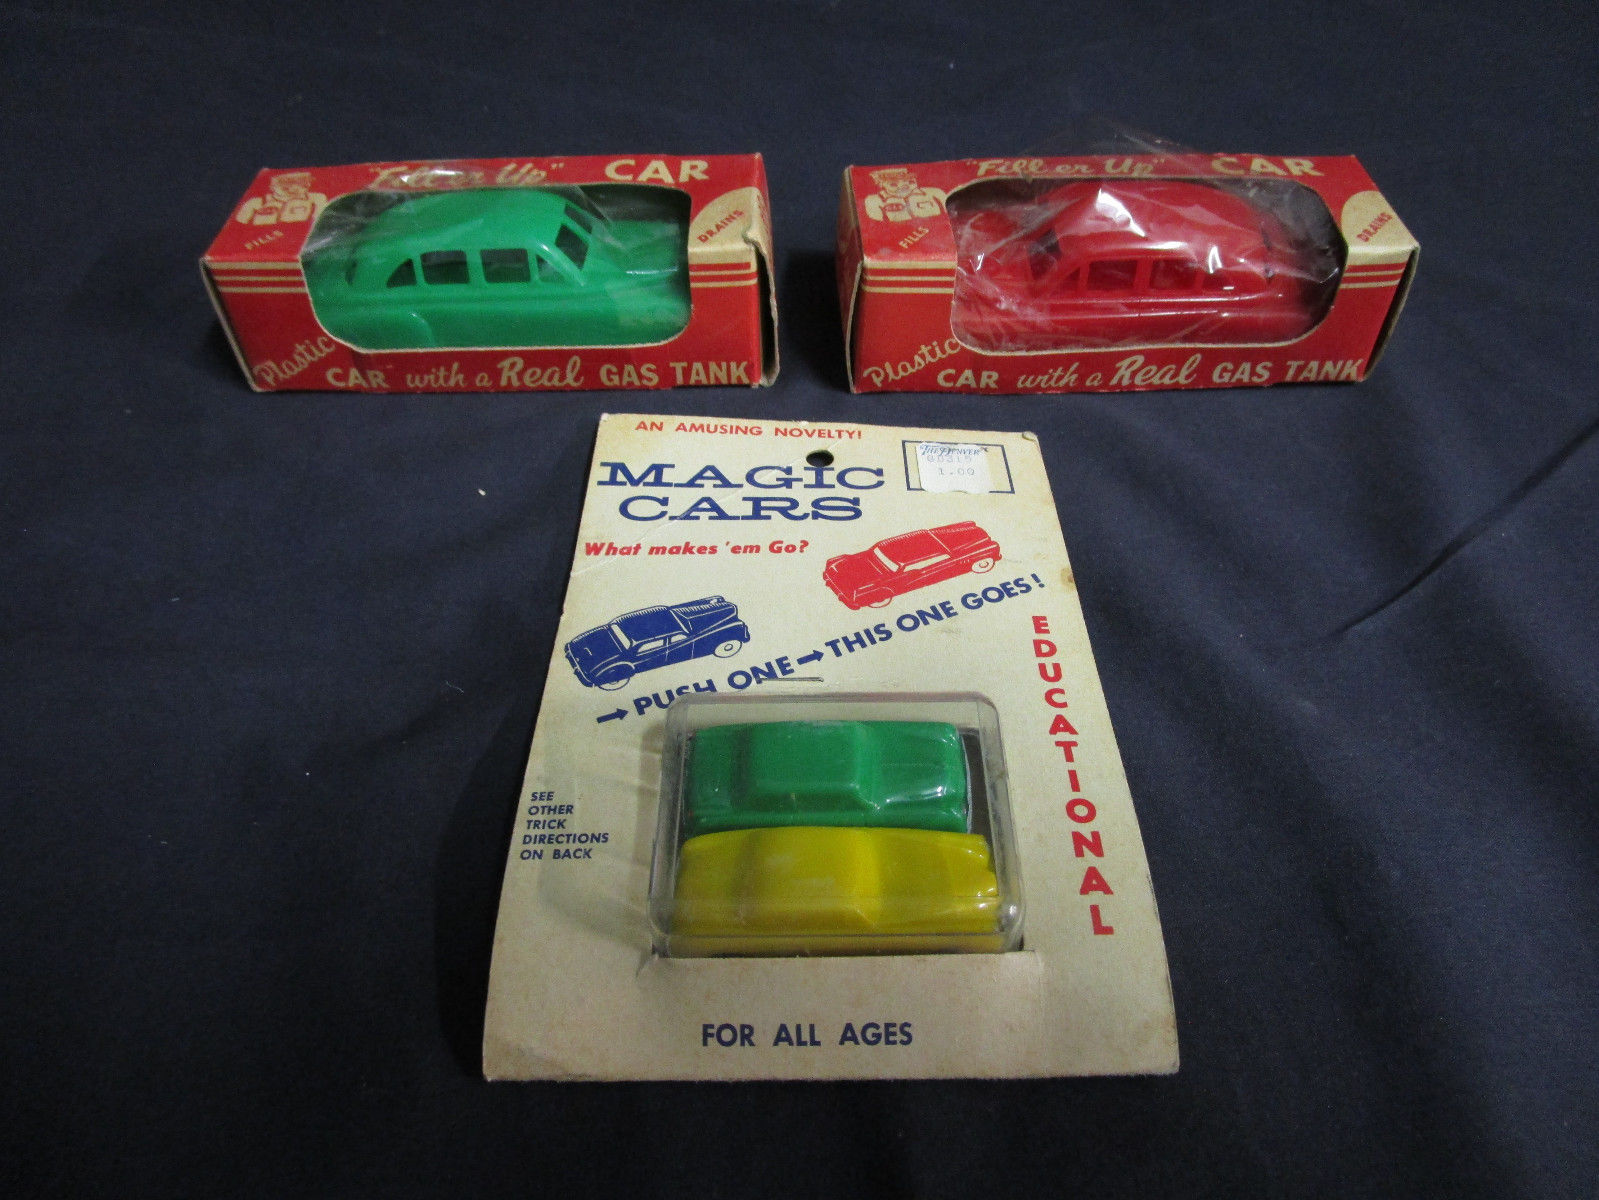 "Fill er Up" CAR
FILLS
DRAINS
Plastic
CAR with a Real GAS TANK
"Fill er Up" CAR
FILLS
DRAINS
Plastic
CAR with a Real GAS TANK
AN AMUSING NOVELTY!
THE DENVER
1.00
MAGIC
CARS
What makes 'em Go?
→ PUSH ONE → THIS ONE GOES!
EDUCATIONAL
SEE
OTHER
TRICK
DIRECTIONS
ON BACK
FOR ALL AGES